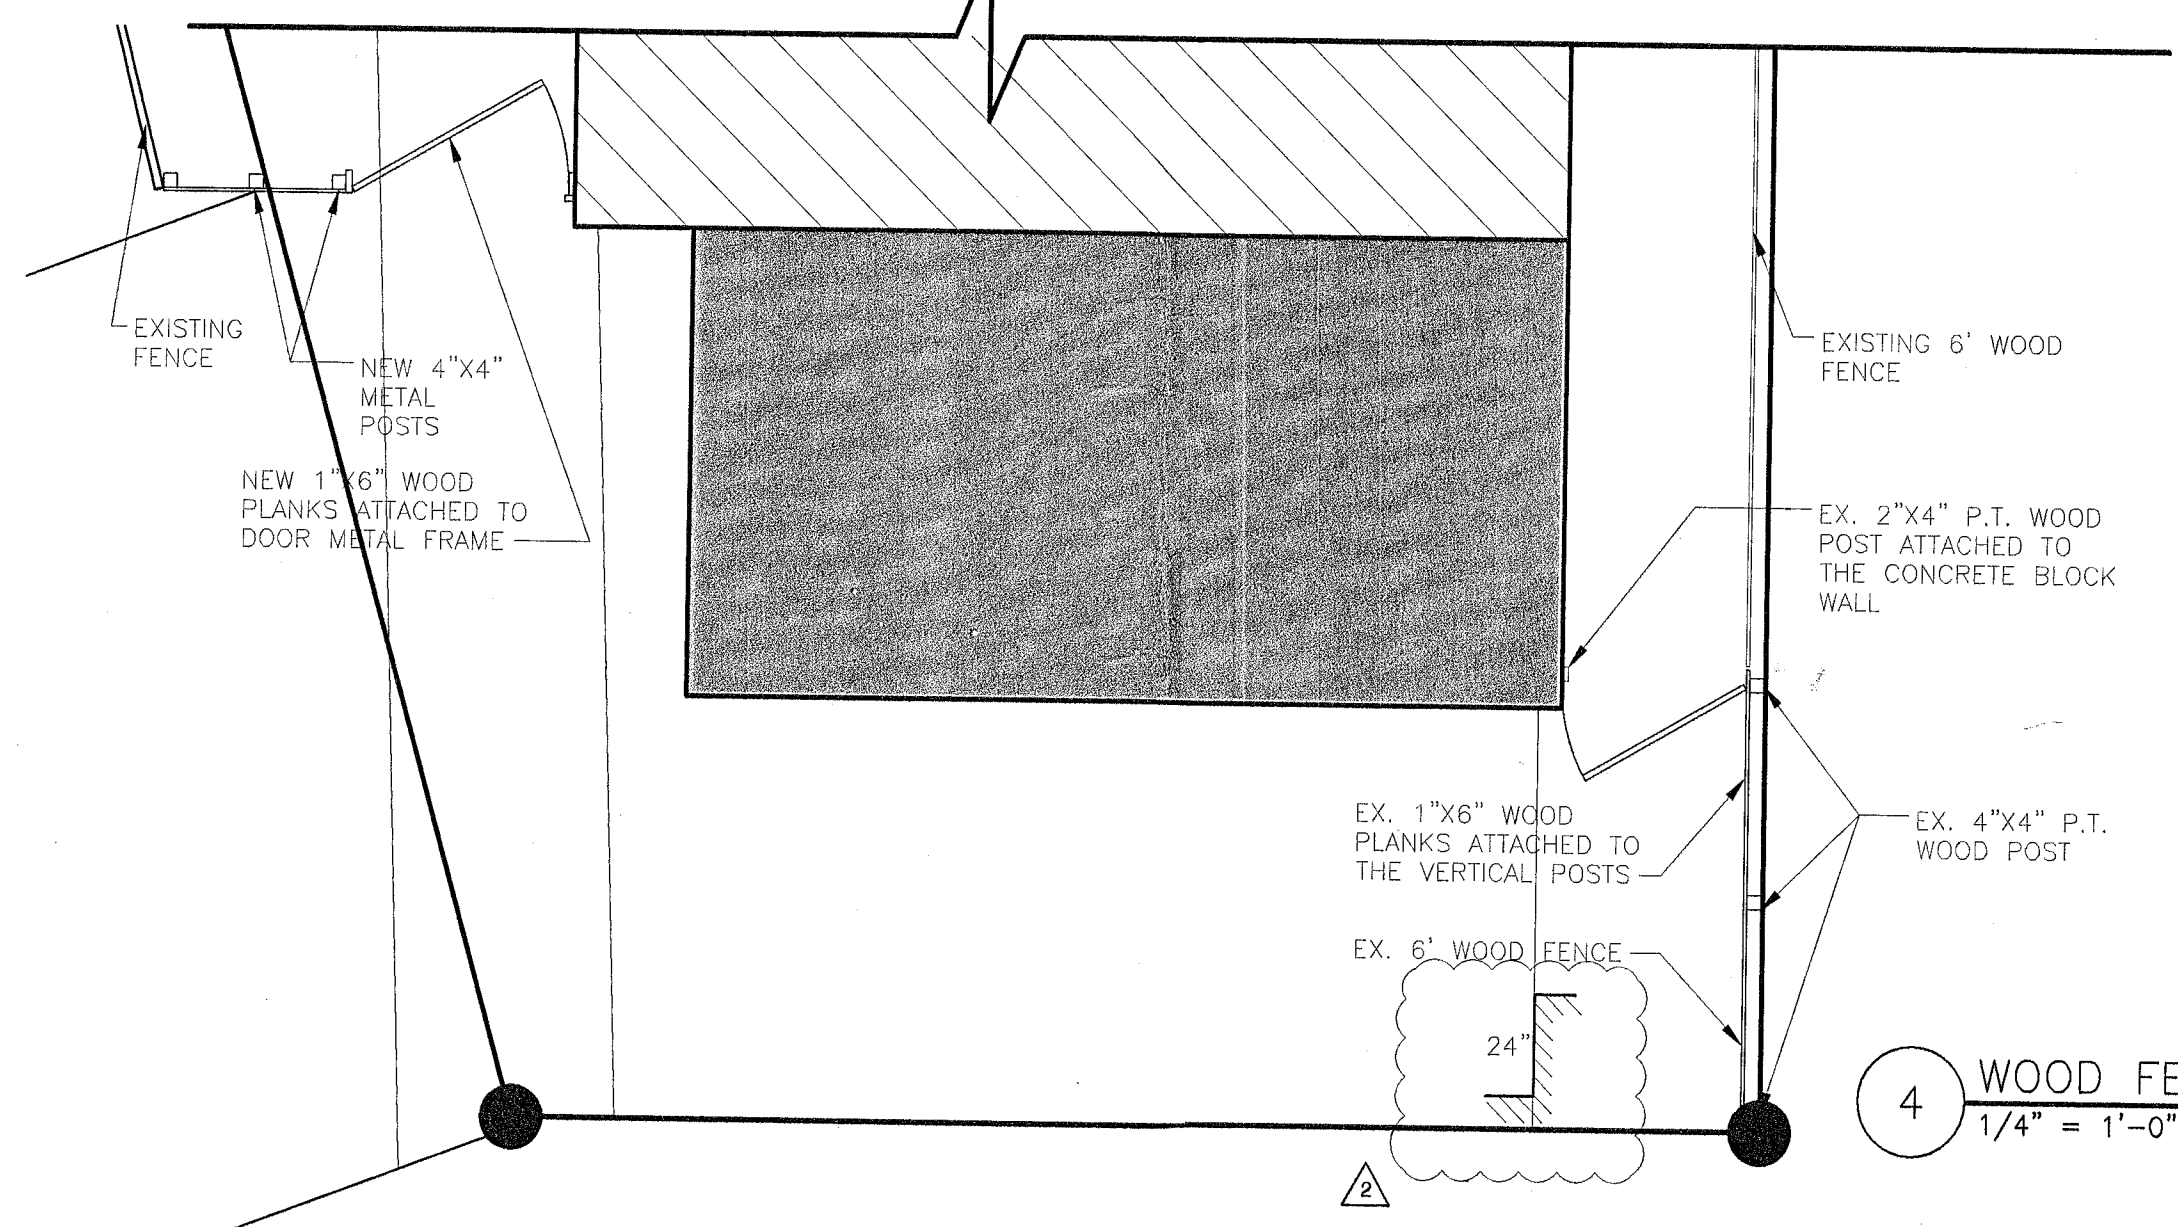 EXISTING
FENCE
NEW 4"X4"
METAL
POSTS
NEW 1"X6" WOOD
PLANKS ATTACHED TO
DOOR METAL FRAME
EXISTING 6' WOOD
FENCE
EX. 2"X4" P.T. WOOD
POST ATTACHED TO
THE CONCRETE BLOCK
WALL
EX. 1"X6" WOOD
PLANKS ATTACHED TO
THE VERTICAL POSTS
EX. 4"X4" P.T.
WOOD POST
EX. 6' WOOD FENCE
24"
4
WOOD FE
1/4" = 1'-0"
2